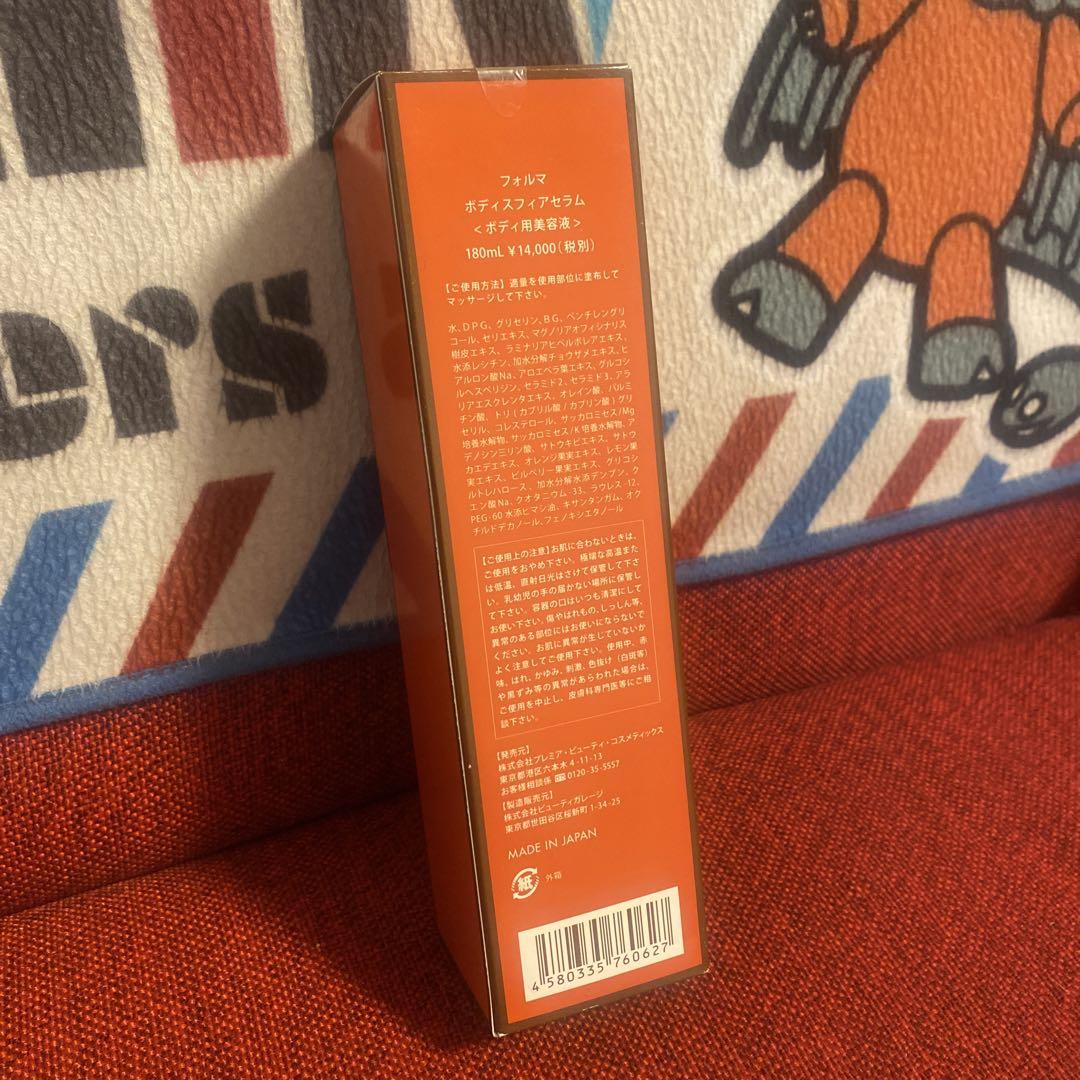 ers
フォルマ
ボディスフィアセラム
<ボディ用美容液>
180mL ¥14,000(税別)
【ご使用方法】適量を使用部位に塗布して
マッサージして下さい。
水、DPG、グリセリン、BG、ペンチレングリ
コール、セリエキス、マグノリアオフィシナリス
樹皮エキス、ラミナリアヒペルボレアエキス、
水添レシチン、加水分解チョウザメエキス、ヒ
アルロン酸Na、アロエベラ葉エキス、グルコシ
ルヘスペリジン、セラミド2、セラミド3、アラ
リアエスクレンタエキス、オレイン酸、パルミ
チン酸、トリ(カプリル酸/カプリン酸)グリ
セリル、コレステロール、サッカロミセス/Mg
培養水解物、サッカロミセス/K培養水解物、ア
デノシン三リン酸、サトウキビエキス、サトウ
カエデエキス、オレンジ果実エキス、レモン果
実エキス、ビルベリー果実エキス、グリコシ
ルトレハロース、加水分解水添デンプン、ク
エン酸Na、クオタニウム-33、ラウレス-12、
PEG-60水添ヒマシ油、キサンタンガム、オク
チルドデカノール、フェノキシエタノール
【ご使用上の注意】お肌に合わないときは、
ご使用をおやめ下さい。極端な高温また
は低温、直射日光はさけて保管して下さ
い。乳幼児の手の届かない場所に保管し
て下さい。容器の口はいつも清潔にして
お使い下さい。傷やはれもの、しっしん等、
異常のある部位にはお使いにならないで
ください。お肌に異常が生じていないか
よく注意してご使用下さい。使用中、赤
味、はれ、かゆみ、刺激、色抜け(白斑等)
や黒ずみ等の異常があらわれた場合は、
ご使用を中止し、皮膚科専門医等にご相
談下さい。
【発売元】
株式会社プレミア・ビューティ・コスメティックス
東京都港区六本木4-11-13
お客様相談係 0120-35-5557
【製造販売元】
株式会社ビューティガレージ
東京都世田谷区桜新町1-34-25
MADE IN JAPAN
紙 外箱
4 580335 760627